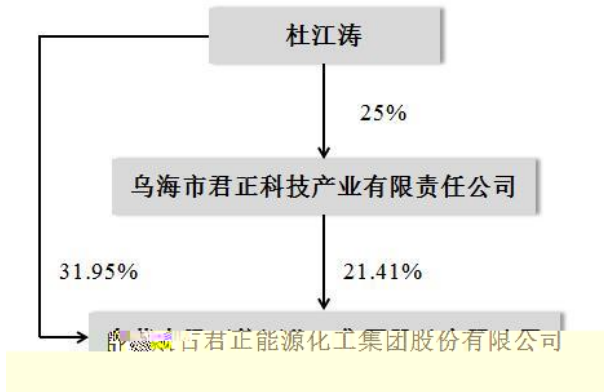 杜江涛
25%
乌海市君正科技产业有限责任公司
31.95%
21.41%
君正能源化工集团股份有限公司